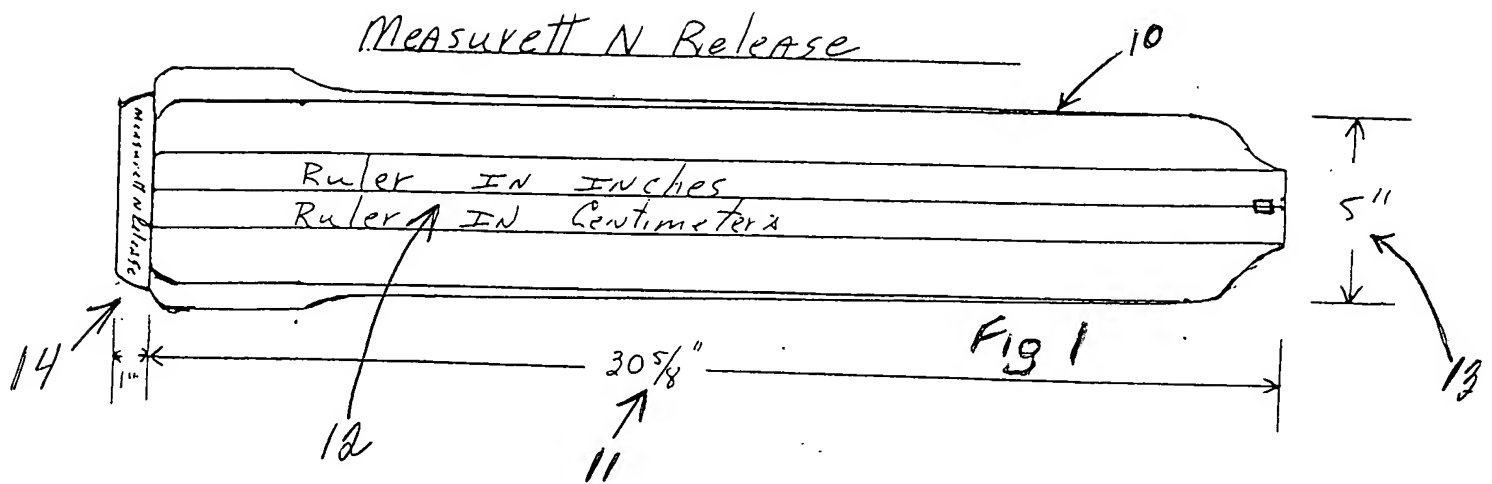 MeAsurett N ReleAse
10
Measurett N Release
Ruler IN INches
Ruler IN Centimeters
5"
14
1"
30 5/8"
Fig 1
13
12
11